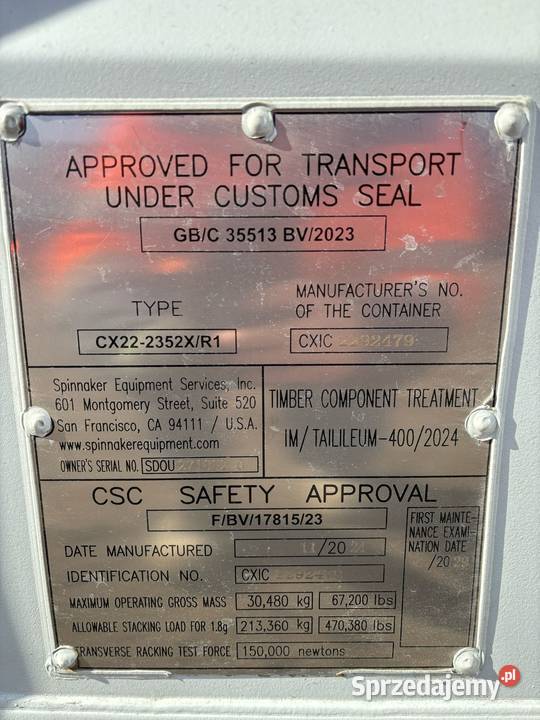 APPROVED FOR TRANSPORT
UNDER CUSTOMS SEAL
GB/C 35513 BV/2023
TYPE
CX22-2352X/R1
MANUFACTURER'S NO.
OF THE CONTAINER
CXIC 2292479
Spinnaker Equipment Services, Inc.
601 Montgomery Street, Suite 520
San Francisco, CA 94111 / U.S.A.
www.spinnakerequipment.com
OWNER'S SERIAL NO. SDOU
TIMBER COMPONENT TREATMENT
IM/TAILILEUM-400/2024
CSC SAFETY APPROVAL
F/BV/17815/23
DATE MANUFACTURED /20
IDENTIFICATION NO. CXIC
MAXIMUM OPERATING GROSS MASS 30,480 kg 67,200 lbs
ALLOWABLE STACKING LOAD FOR 1.8g 213,360 kg 470,380 lbs
TRANSVERSE RACKING TEST FORCE 150,000 newtons
FIRST MAINTE-
NANCE EXAMI-
NATION DATE
/20
Sprzedajemy.pl